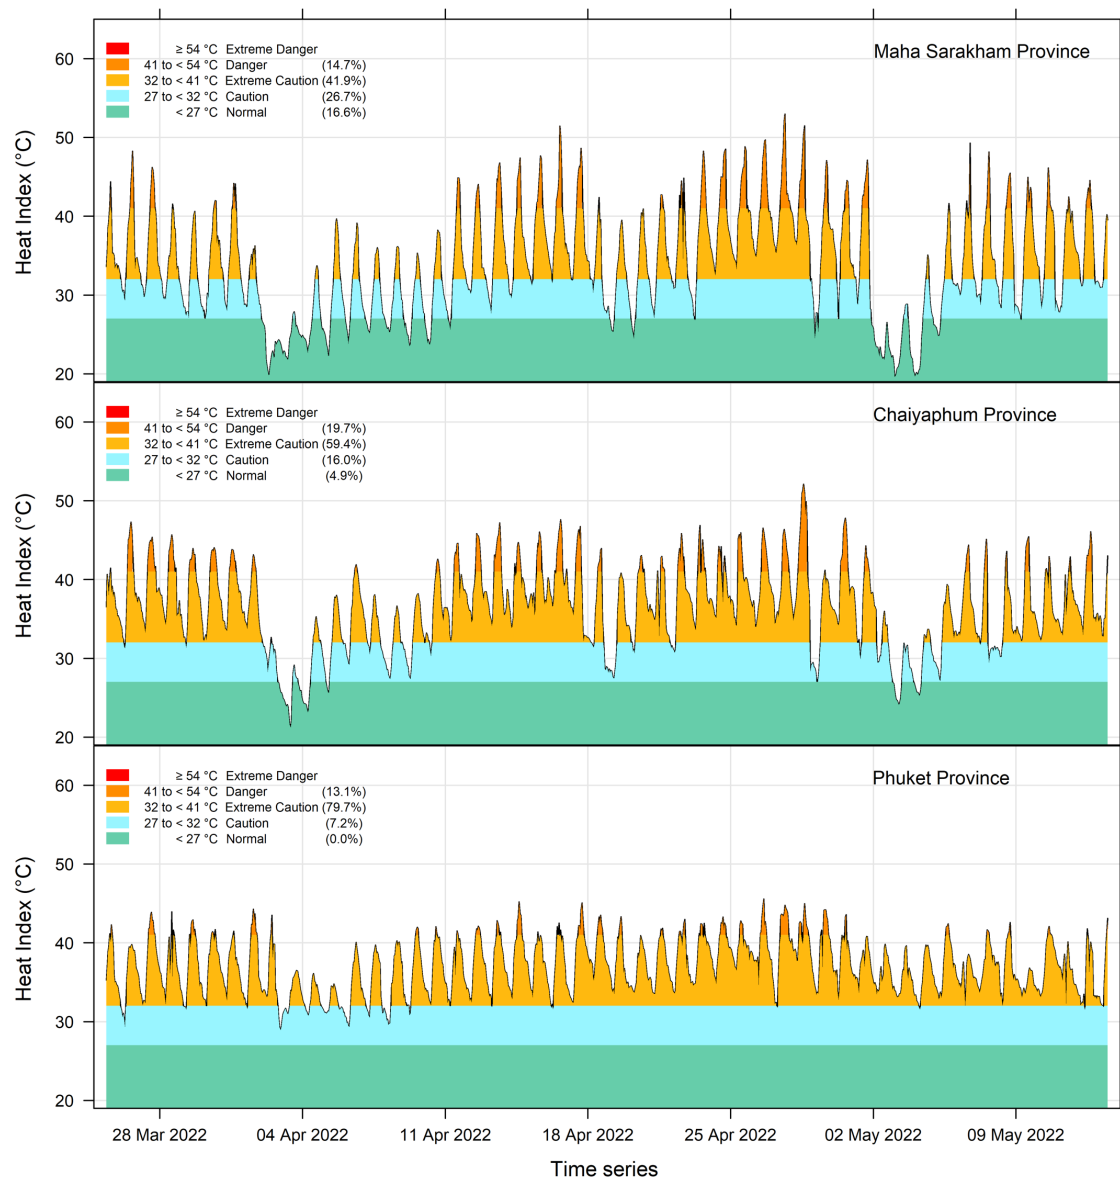 Maha Sarakham Province
≥ 54 °C Extreme Danger
41 to < 54 °C Danger (14.7%)
32 to < 41 °C Extreme Caution (41.9%)
27 to < 32 °C Caution (26.7%)
< 27 °C Normal (16.6%)
60
50
40
30
20
Heat Index (°C)
Chaiyaphum Province
≥ 54 °C Extreme Danger
41 to < 54 °C Danger (19.7%)
32 to < 41 °C Extreme Caution (59.4%)
27 to < 32 °C Caution (16.0%)
< 27 °C Normal (4.9%)
60
50
40
30
20
Heat Index (°C)
Phuket Province
≥ 54 °C Extreme Danger
41 to < 54 °C Danger (13.1%)
32 to < 41 °C Extreme Caution (79.7%)
27 to < 32 °C Caution (7.2%)
< 27 °C Normal (0.0%)
60
50
40
30
20
Heat Index (°C)
28 Mar 2022 04 Apr 2022 11 Apr 2022 18 Apr 2022 25 Apr 2022 02 May 2022 09 May 2022
Time series